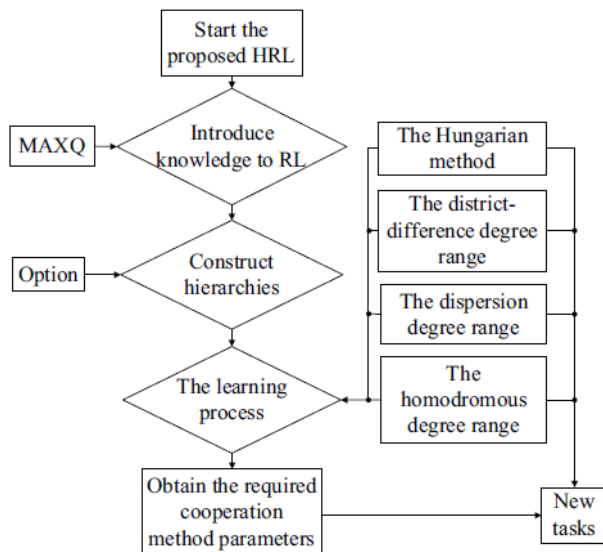 Start the
proposed HRL
MAXQ
Introduce
knowledge to RL
The Hungarian
method
The district-
difference degree
range
Option
Construct
hierarchies
The dispersion
degree range
The learning
process
The
homodromous
degree range
Obtain the required
cooperation
method parameters
New
tasks